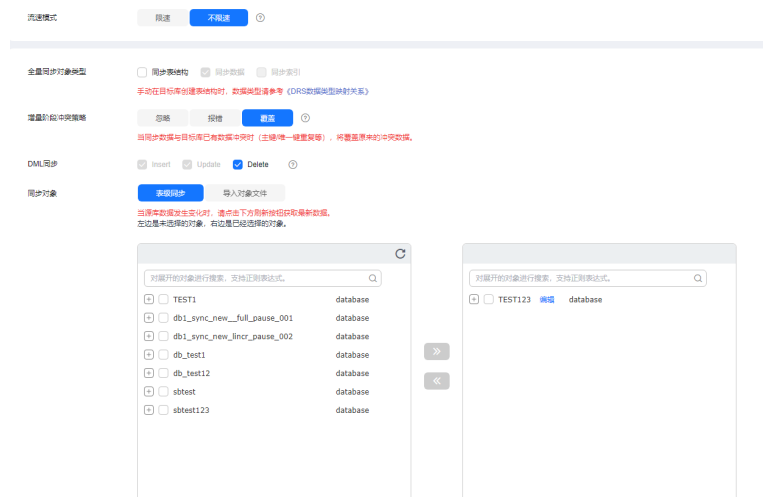 流速模式 限速 不限速
全量同步对象类型 同步表结构 同步数据 同步索引
手动在目标库创建表结构时，数据类型请参考《DRS数据类型映射关系》
增量阶段冲突策略 忽略 报错 覆盖
当同步数据与目标库已有数据冲突时（主键/唯一键重复等），将覆盖原来的冲突数据。
DML同步 Insert Update Delete
同步对象 表级同步 导入对象文件
当源库数据发生变化时，请点击下方刷新按钮获取最新数据。
左边是未选择的对象，右边是已经选择的对象。
对展开的对象进行搜索，支持正则表达式。 对展开的对象进行搜索，支持正则表达式。
TEST1 database TEST123 编辑 database
db1_sync_new__full_pause_001 database
db1_sync_new_lincr_pause_002 database
db_test1 database
db_test12 database
sbtest database
sbtest123 database